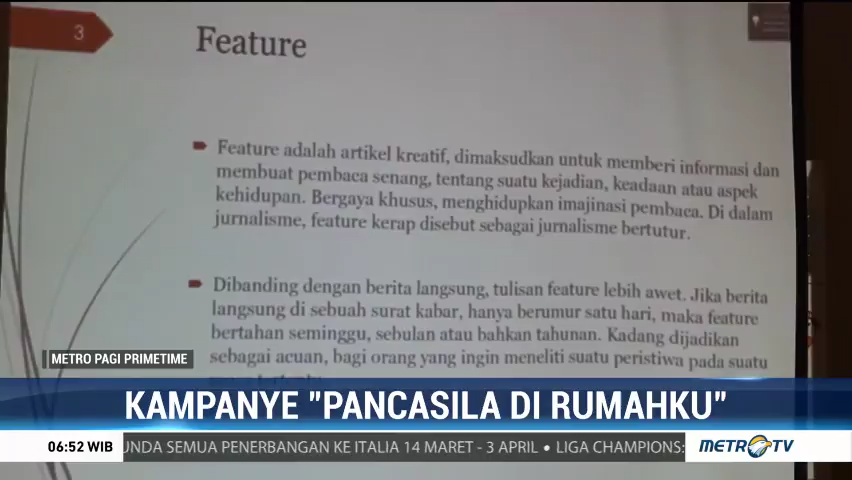 3
Feature
Feature adalah artikel kreatif, dimaksudkan untuk memberi informasi dan
membuat pembaca senang, tentang suatu kejadian, keadaan atau aspek
kehidupan. Bergaya khusus, menghidupkan imajinasi pembaca. Di dalam
jurnalisme, feature kerap disebut sebagai jurnalisme bertutur.
Dibanding dengan berita langsung, tulisan feature lebih awet. Jika berita
langsung di sebuah surat kabar, hanya berumur satu hari, maka feature
bertahan seminggu, sebulan atau bahkan tahunan. Kadang dijadikan
sebagai acuan, bagi orang yang ingin meneliti suatu peristiwa pada suatu
METRO PAGI PRIMETIME
KAMPANYE "PANCASILA DI RUMAHKU"
06:52 WIB
UNDA SEMUA PENERBANGAN KE ITALIA 14 MARET - 3 APRIL • LIGA CHAMPIONS:
METRO TV